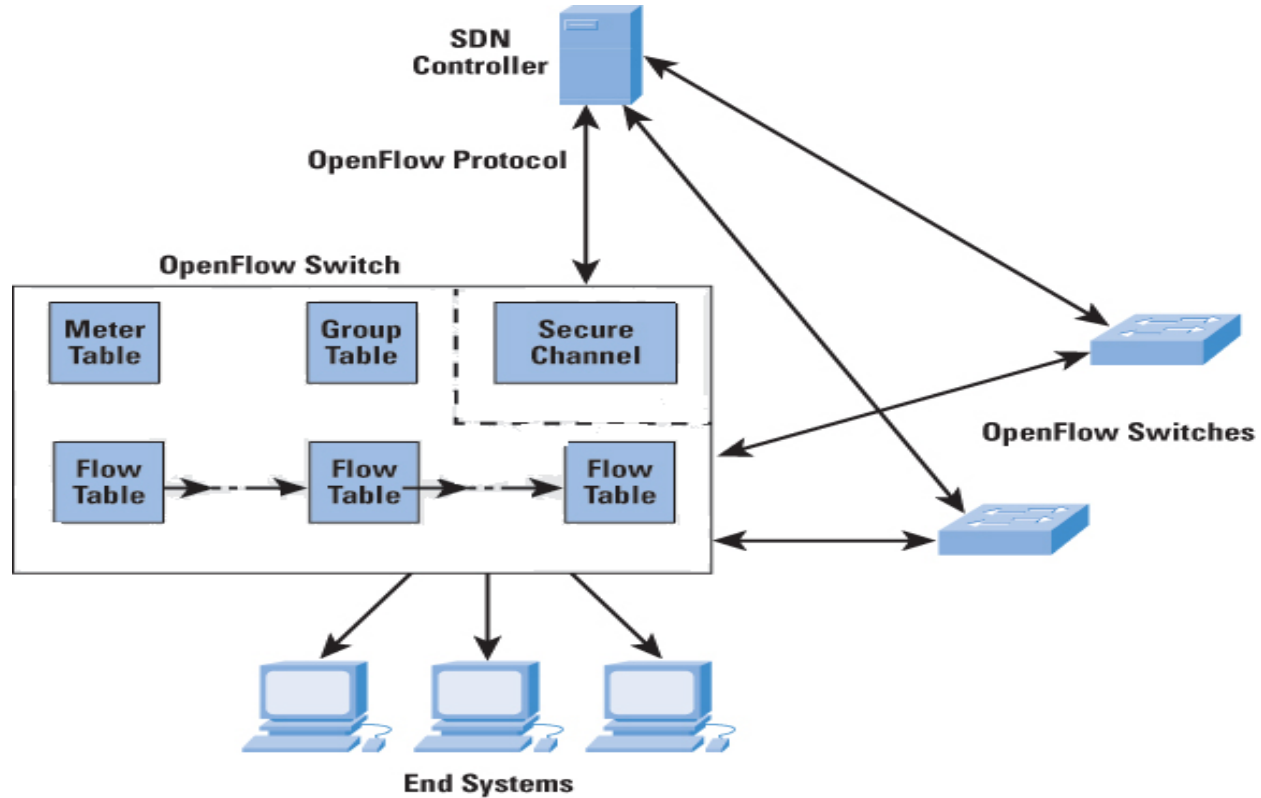 SDN
Controller
OpenFlow Protocol
OpenFlow Switch
Meter
Table
Group
Table
Secure
Channel
Flow
Table
Flow
Table
Flow
Table
OpenFlow Switches
End Systems